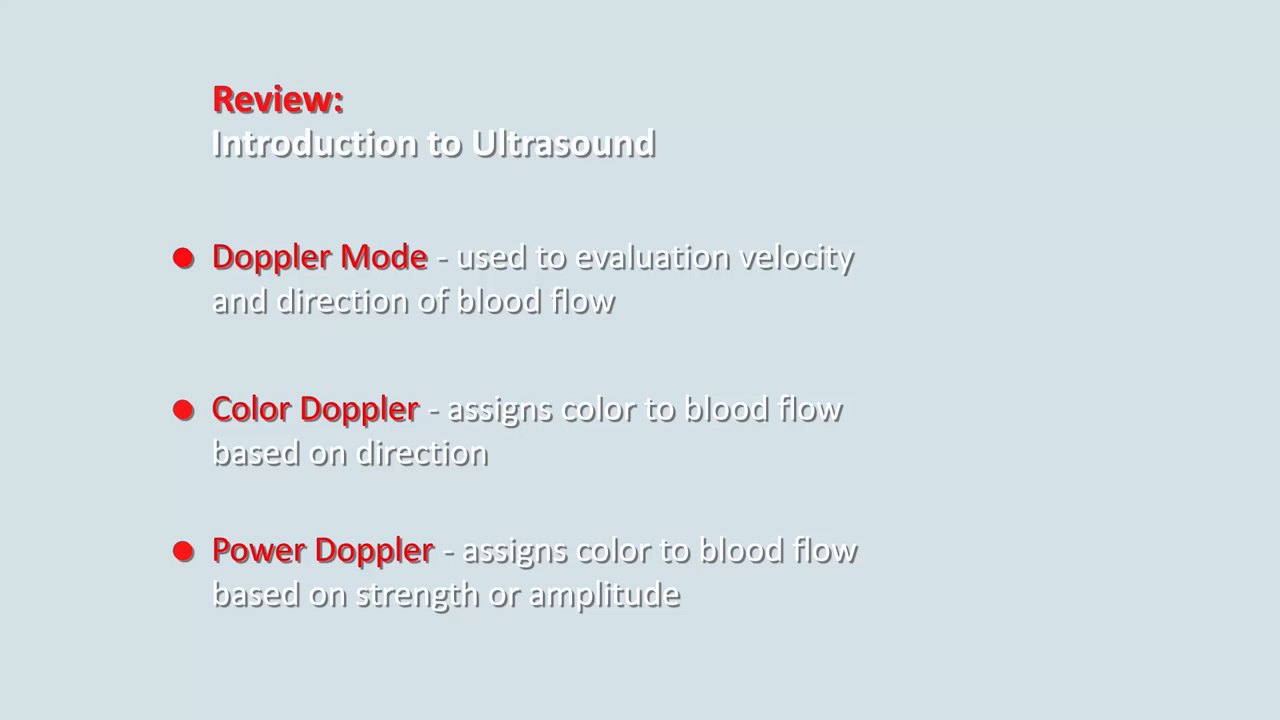 Review:
Introduction to Ultrasound
Doppler Mode - used to evaluation velocity
and direction of blood flow
Color Doppler - assigns color to blood flow
based on direction
Power Doppler - assigns color to blood flow
based on strength or amplitude